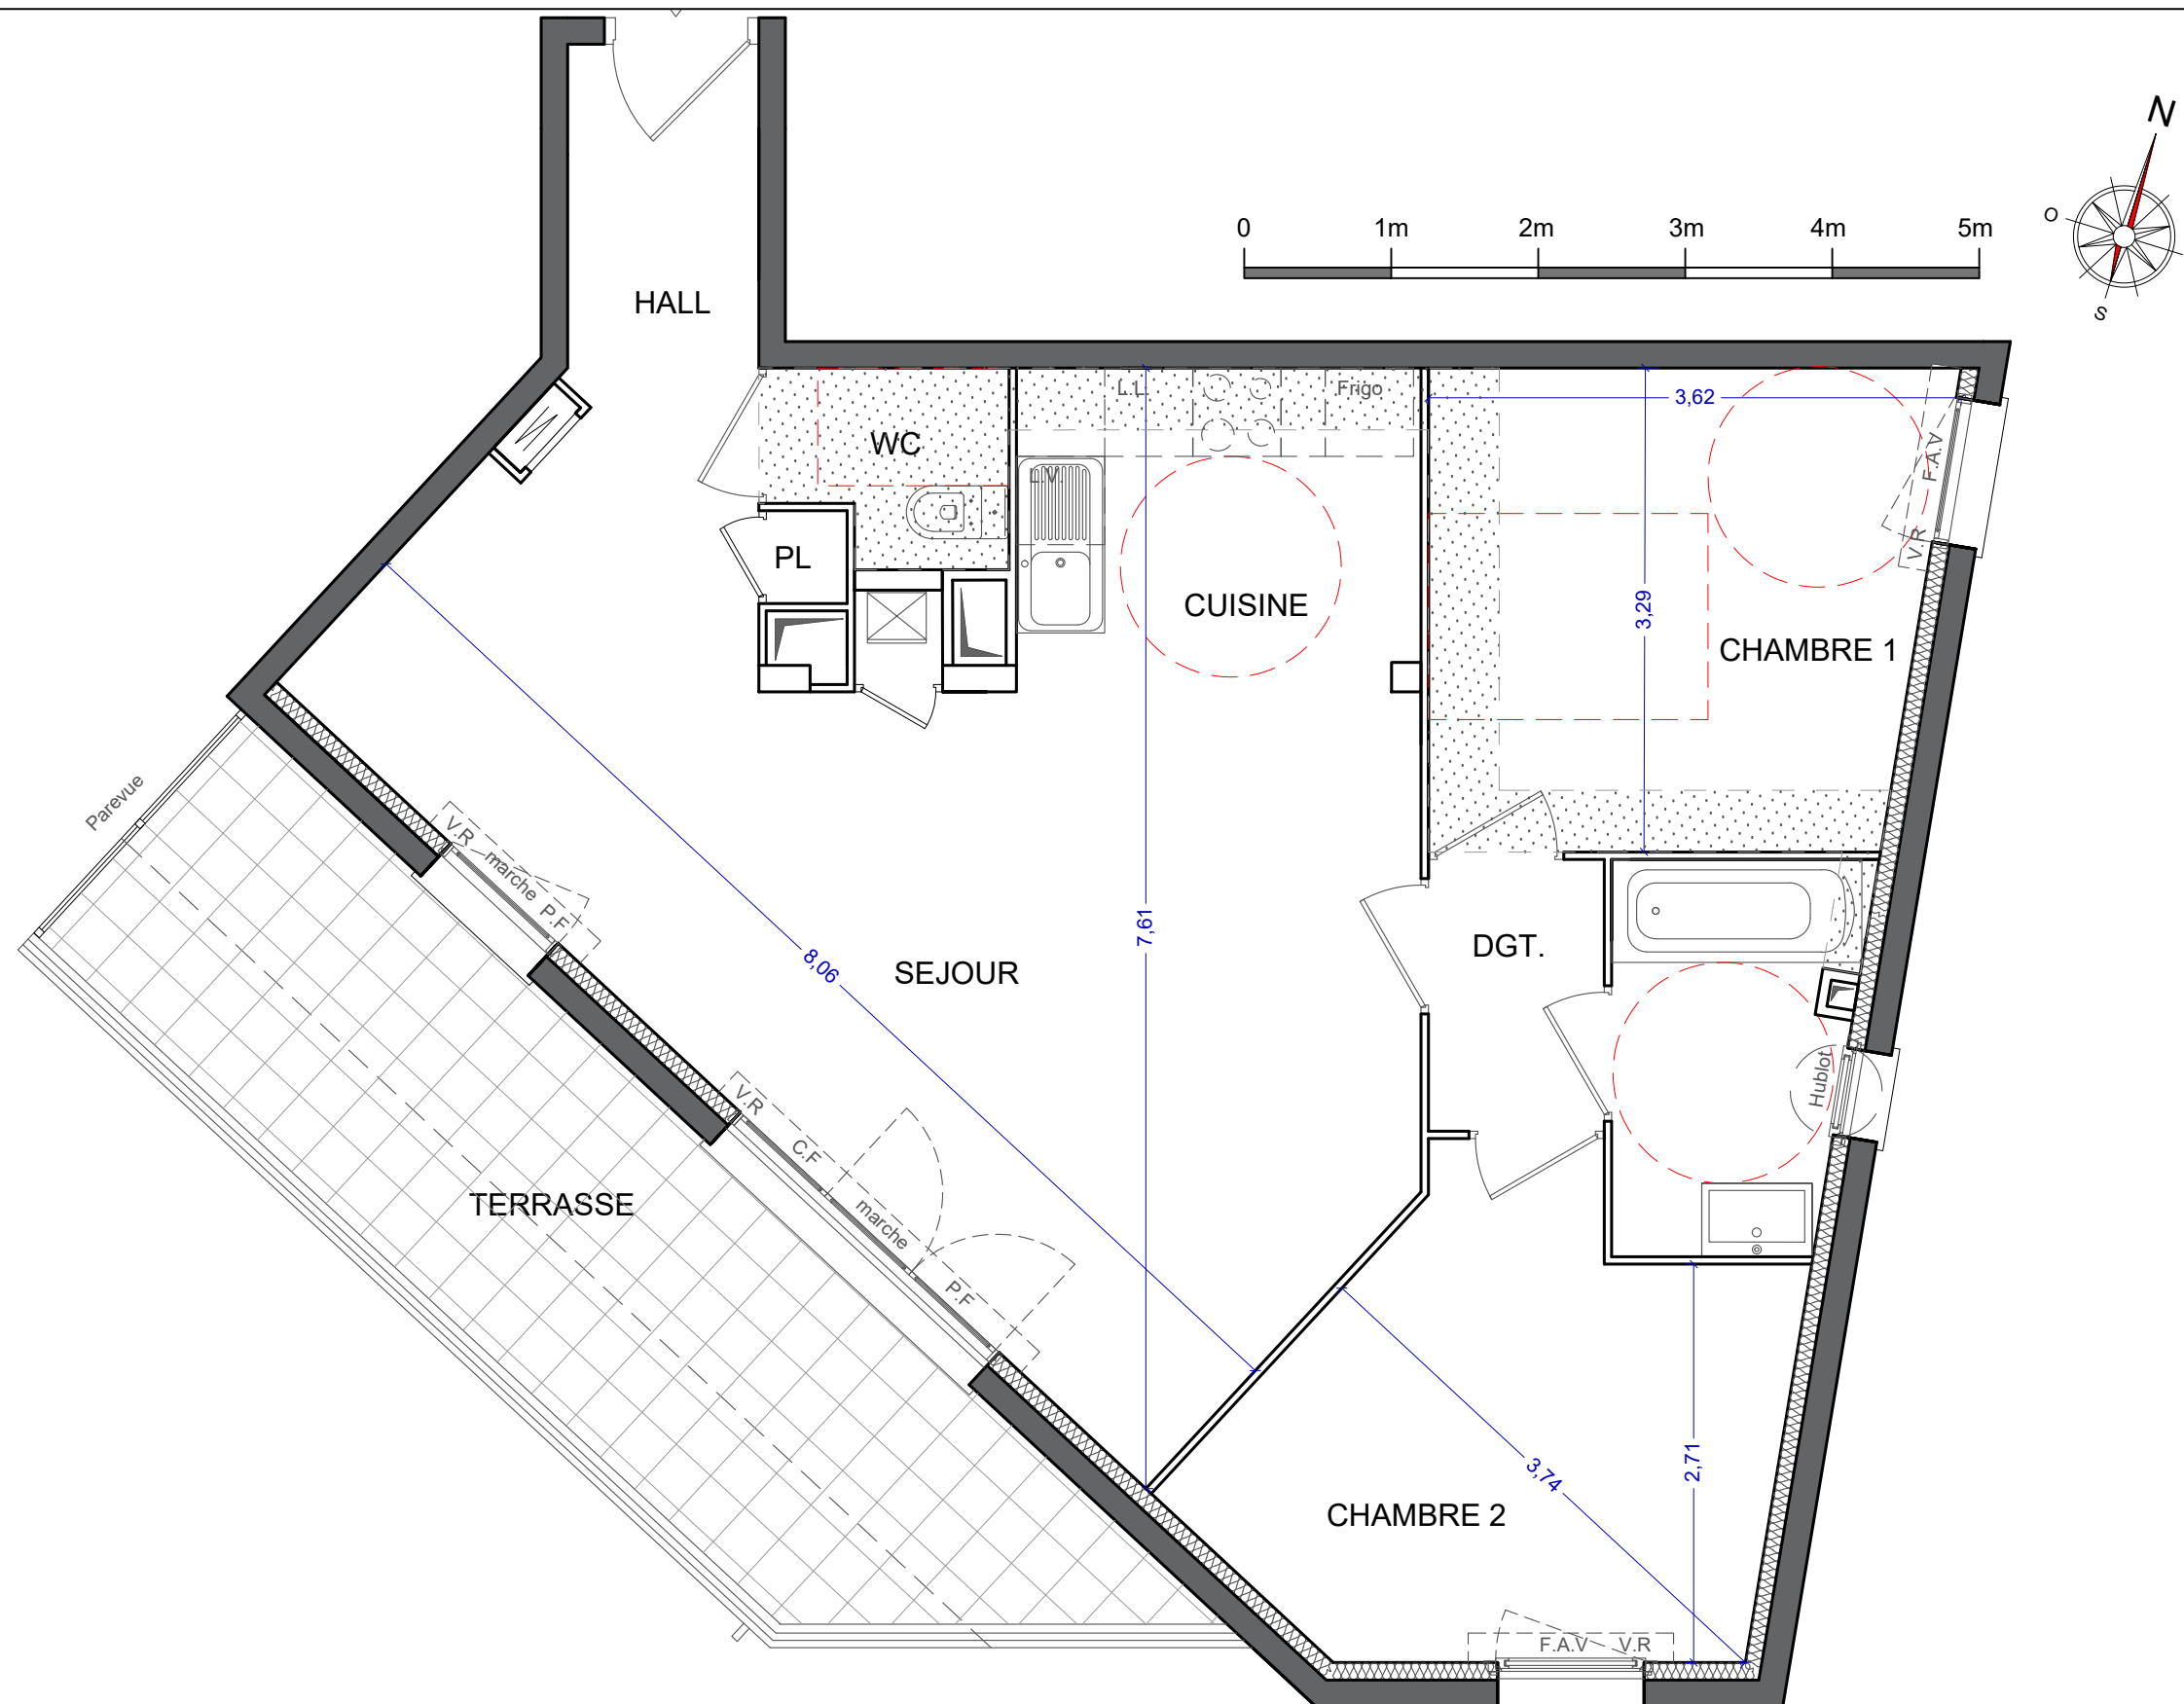 N
O
S
0 1m 2m 3m 4m 5m
HALL
L.L.
Frigo
3,62
WC
F.A.V
V.R
L.V.
PL
CUISINE
3,29
CHAMBRE 1
Parevue
V.R
marche
P.F
8,06
7,61
SEJOUR
DGT.
Hublot
V.R
C.F
marche
P.F
TERRASSE
3,74
2,71
CHAMBRE 2
F.A.V
V.R